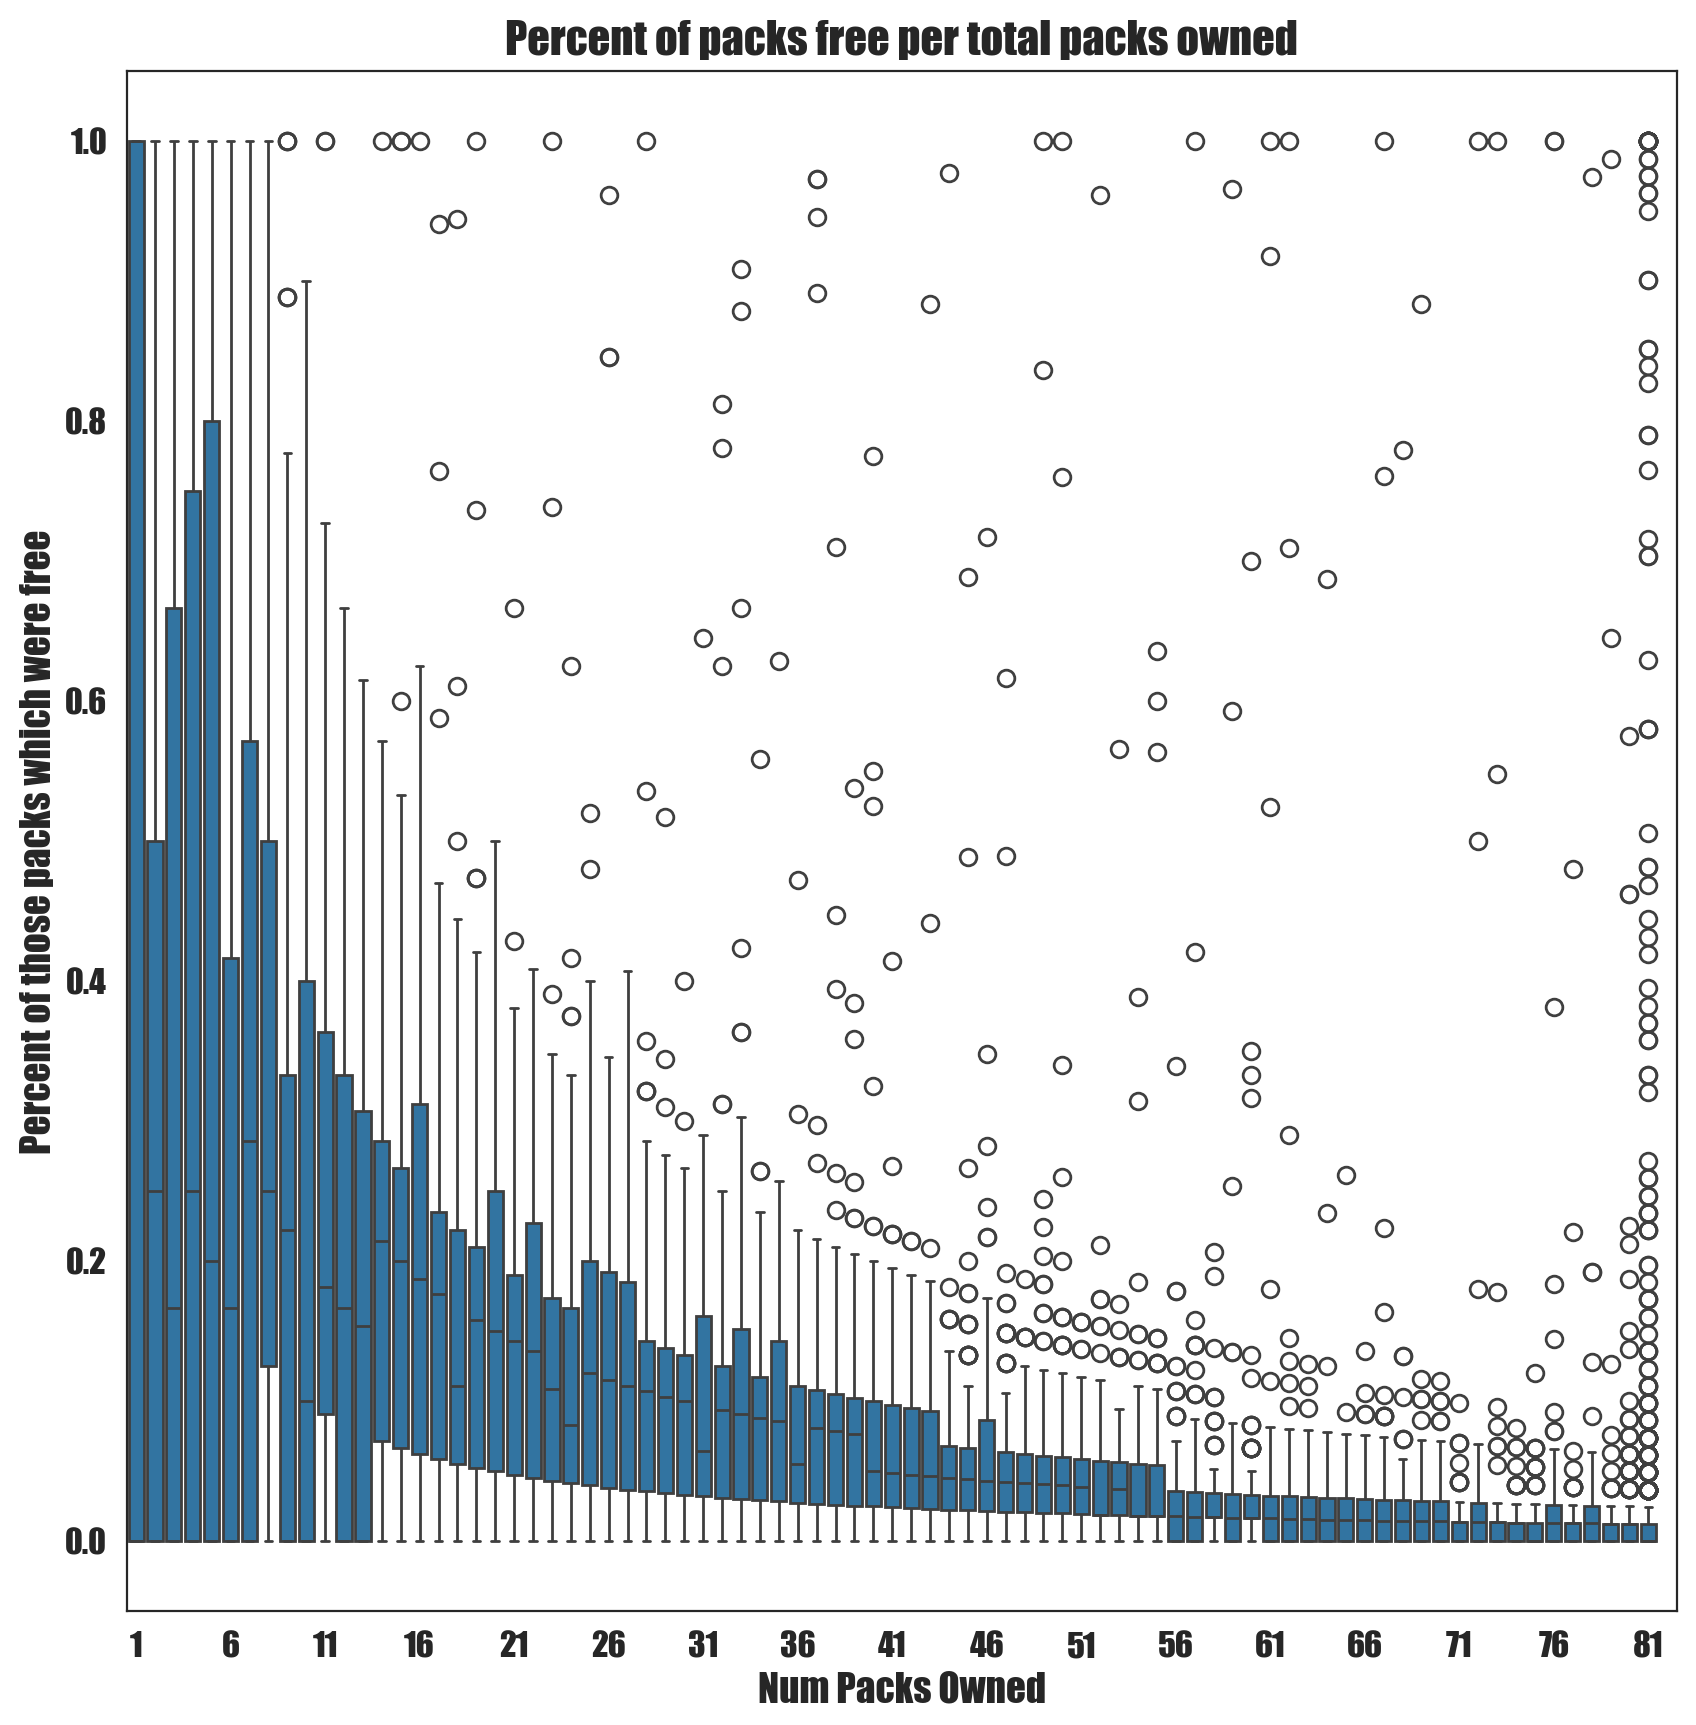 Percent of packs free per total packs owned
Percent of those packs which were free
1.0
0.8
0.6
0.4
0.2
0.0
1 6 11 16 21 26 31 36 41 46 51 56 61 66 71 76 81
Num Packs Owned